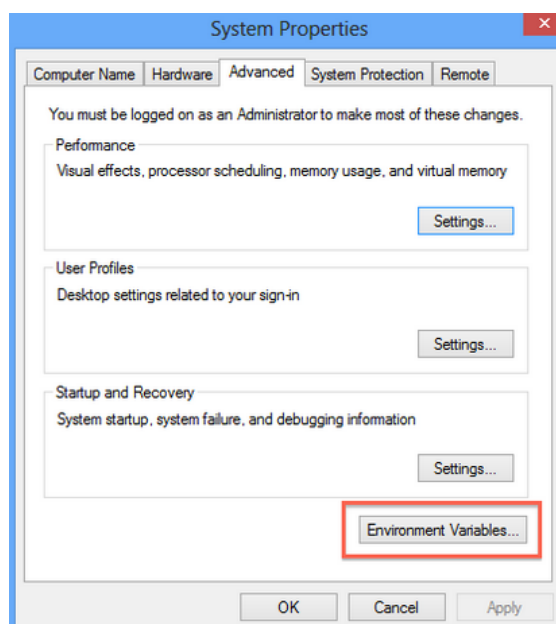 System Properties
Computer Name Hardware Advanced System Protection Remote
You must be logged on as an Administrator to make most of these changes.
Performance
Visual effects, processor scheduling, memory usage, and virtual memory
Settings...
User Profiles
Desktop settings related to your sign-in
Settings...
Startup and Recovery
System startup, system failure, and debugging information
Settings...
Environment Variables...
OK Cancel Apply